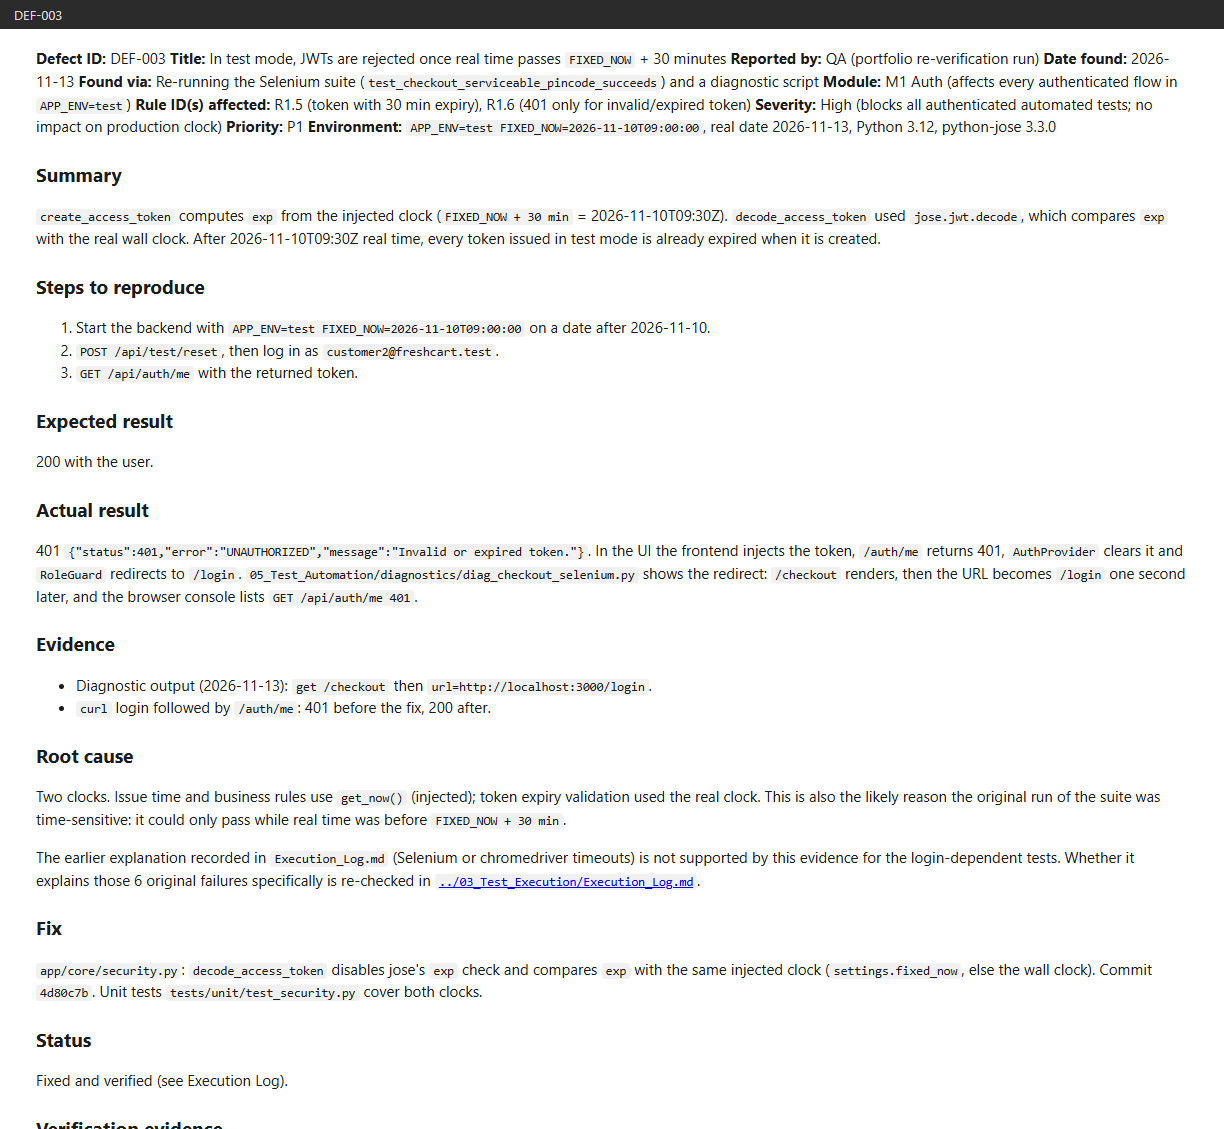 DEF-003
Defect ID: DEF-003 Title: In test mode, JWTs are rejected once real time passes FIXED_NOW + 30 minutes Reported by: QA (portfolio re-verification run) Date found: 2026-
11-13 Found via: Re-running the Selenium suite ( test_checkout_serviceable_pincode_succeeds ) and a diagnostic script Module: M1 Auth (affects every authenticated flow in
APP_ENV=test ) Rule ID(s) affected: R1.5 (token with 30 min expiry), R1.6 (401 only for invalid/expired token) Severity: High (blocks all authenticated automated tests; no
impact on production clock) Priority: P1 Environment: APP_ENV=test FIXED_NOW=2026-11-10T09:00:00 , real date 2026-11-13, Python 3.12, python-jose 3.3.0
Summary
create_access_token computes exp from the injected clock ( FIXED_NOW + 30 min = 2026-11-10T09:30Z). decode_access_token used jose.jwt.decode , which compares exp
with the real wall clock. After 2026-11-10T09:30Z real time, every token issued in test mode is already expired when it is created.
Steps to reproduce
1. Start the backend with APP_ENV=test FIXED_NOW=2026-11-10T09:00:00 on a date after 2026-11-10.
2. POST /api/test/reset , then log in as customer2@freshcart.test .
3. GET /api/auth/me with the returned token.
Expected result
200 with the user.
Actual result
401 {"status":401,"error":"UNAUTHORIZED","message":"Invalid or expired token."} . In the UI the frontend injects the token, /auth/me returns 401, AuthProvider clears it and
RoleGuard redirects to /login . 05_Test_Automation/diagnostics/diag_checkout_selenium.py shows the redirect: /checkout renders, then the URL becomes /login one second
later, and the browser console lists GET /api/auth/me 401 .
Evidence
• Diagnostic output (2026-11-13): get /checkout then url=http://localhost:3000/login .
• curl login followed by /auth/me : 401 before the fix, 200 after.
Root cause
Two clocks. Issue time and business rules use get_now() (injected); token expiry validation used the real clock. This is also the likely reason the original run of the suite was
time-sensitive: it could only pass while real time was before FIXED_NOW + 30 min .
The earlier explanation recorded in Execution_Log.md (Selenium or chromedriver timeouts) is not supported by this evidence for the login-dependent tests. Whether it
explains those 6 original failures specifically is re-checked in ../03_Test_Execution/Execution_Log.md .
Fix
app/core/security.py : decode_access_token disables jose's exp check and compares exp with the same injected clock ( settings.fixed_now , else the wall clock). Commit
4d80c7b . Unit tests tests/unit/test_security.py cover both clocks.
Status
Fixed and verified (see Execution Log).
Verification evidence